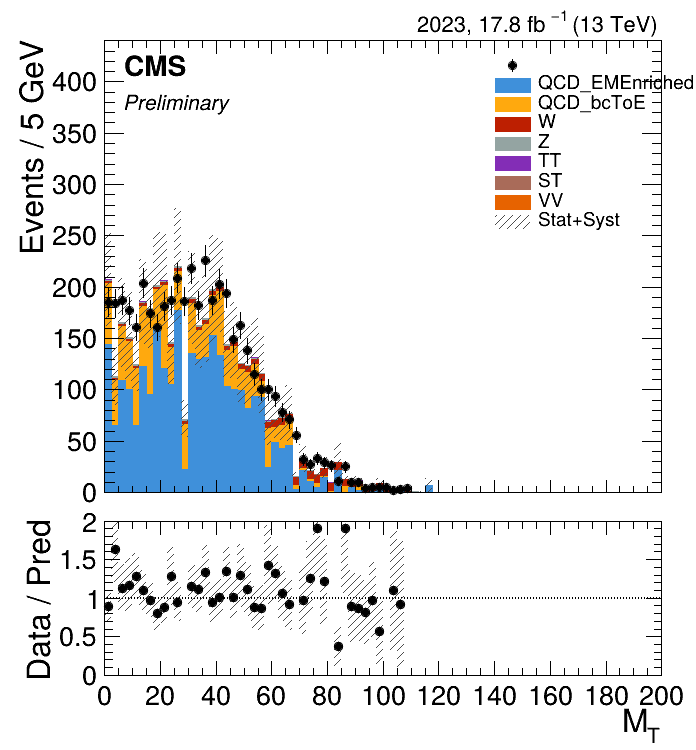 2023, 17.8 fb⁻¹ (13 TeV)
CMS
Preliminary
QCD_EMEnriched
QCD_bcToE
W
Z
TT
ST
VV
Stat+Syst
Events / 5 GeV
400
350
300
250
200
150
100
50
0
Data / Pred
2
1.5
1
0.5
0
0 20 40 60 80 100 120 140 160 180 200
M_T